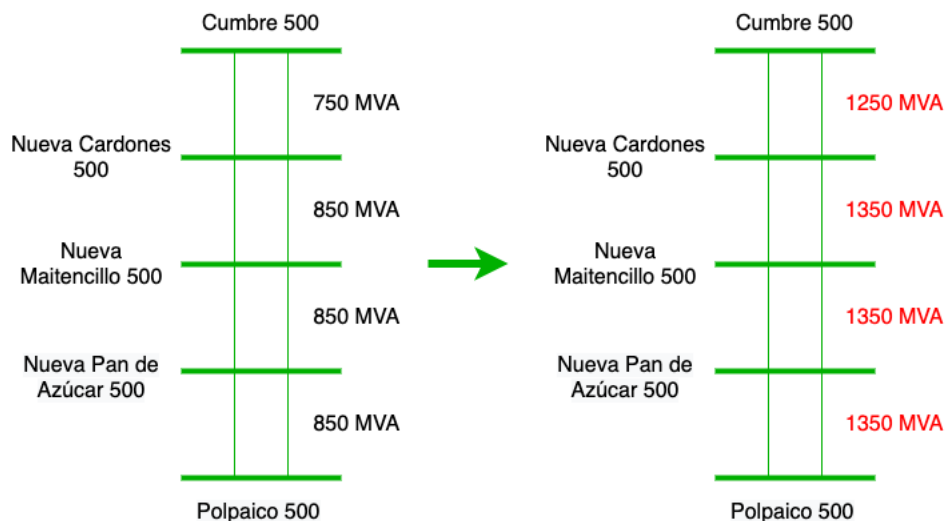 Cumbre 500
750 MVA
Nueva Cardones
500
850 MVA
Nueva
Maitencillo 500
850 MVA
Nueva Pan de
Azúcar 500
850 MVA
Polpaico 500
Cumbre 500
1250 MVA
Nueva Cardones
500
1350 MVA
Nueva
Maitencillo 500
1350 MVA
Nueva Pan de
Azúcar 500
1350 MVA
Polpaico 500